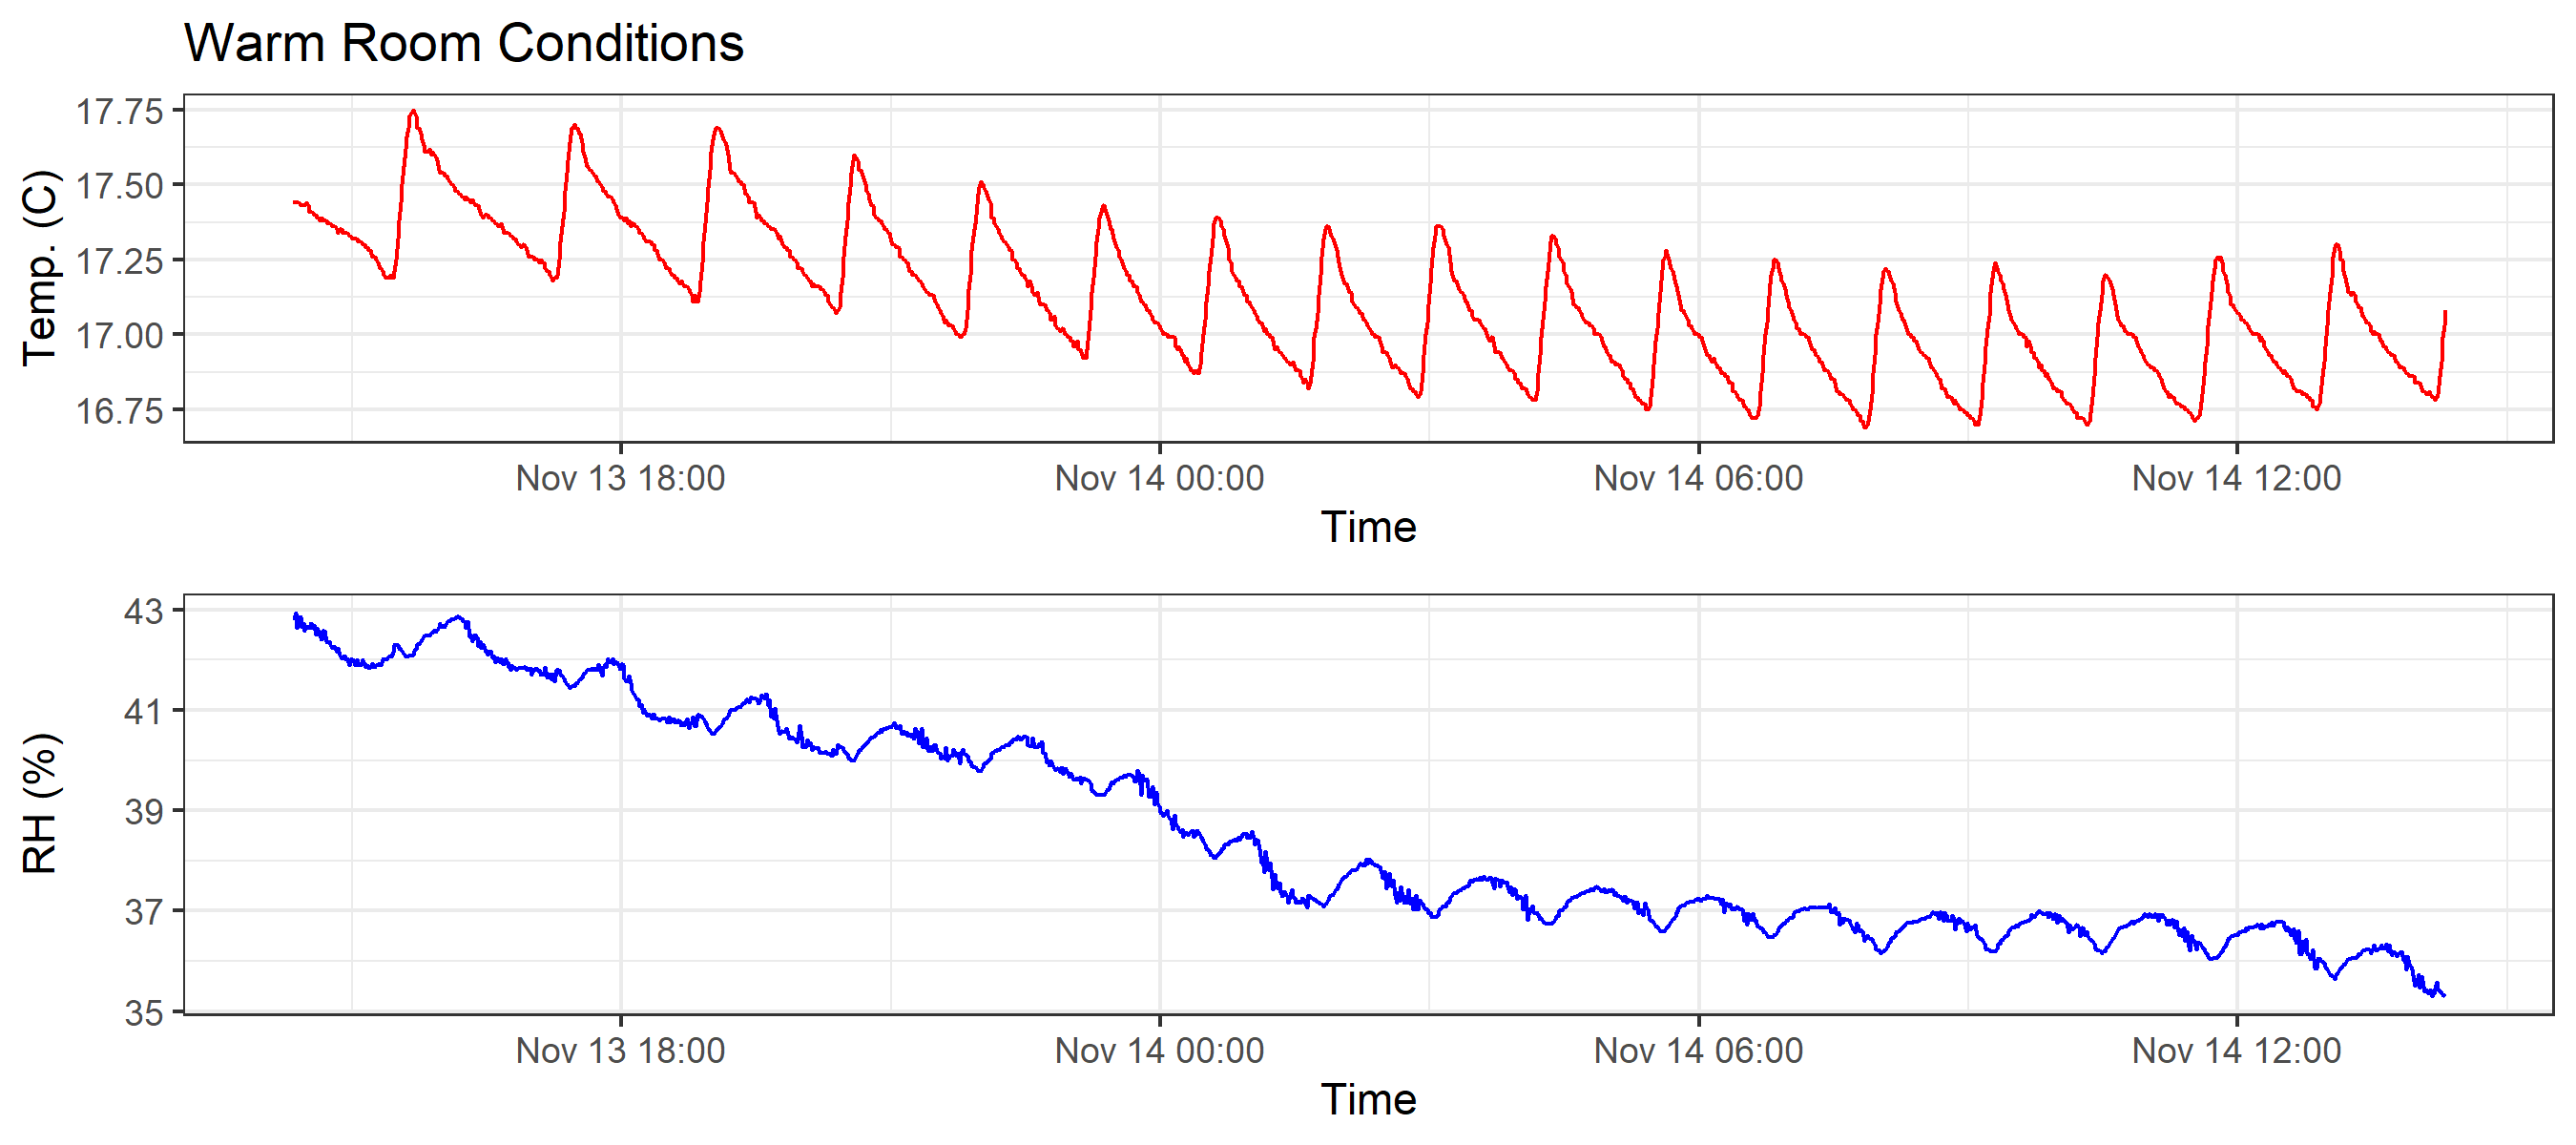 Warm Room Conditions
17.75
17.50
17.25
17.00
16.75
Temp. (C)
Nov 13 18:00 Nov 14 00:00 Nov 14 06:00 Nov 14 12:00
Time
43
41
39
37
35
RH (%)
Nov 13 18:00 Nov 14 00:00 Nov 14 06:00 Nov 14 12:00
Time